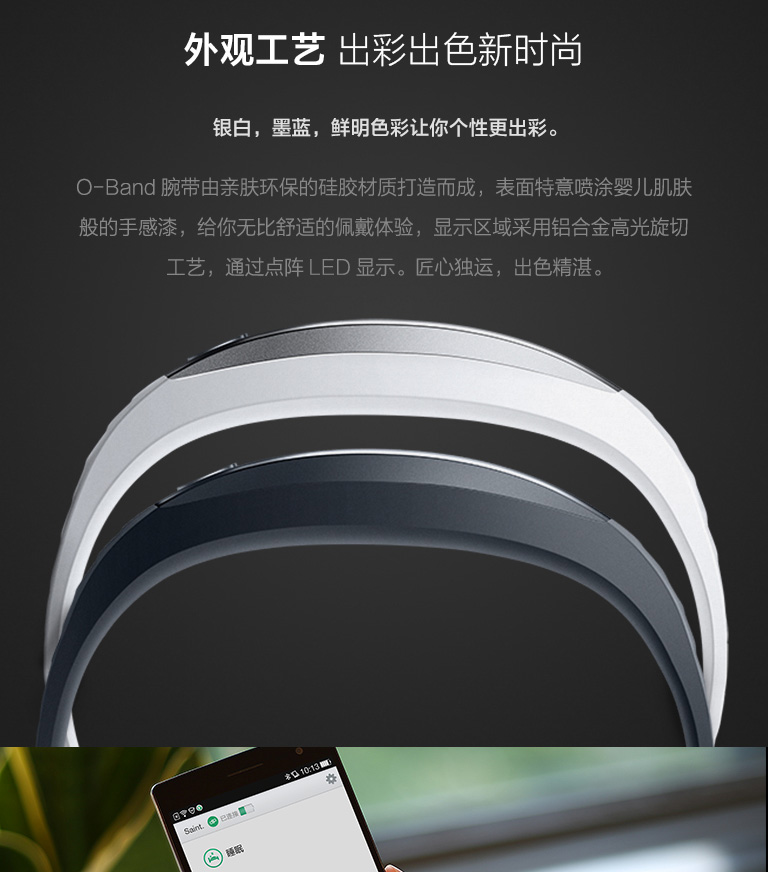 外观工艺 出彩出色新时尚
银白，墨蓝，鲜明色彩让你个性更出彩。
O-Band 腕带由亲肤环保的硅胶材质打造而成，表面特意喷涂婴儿肌肤
般的手感漆，给你无比舒适的佩戴体验，显示区域采用铝合金高光旋切
工艺，通过点阵 LED 显示。匠心独运，出色精湛。
10:13
Saint. 已连接
睡眠